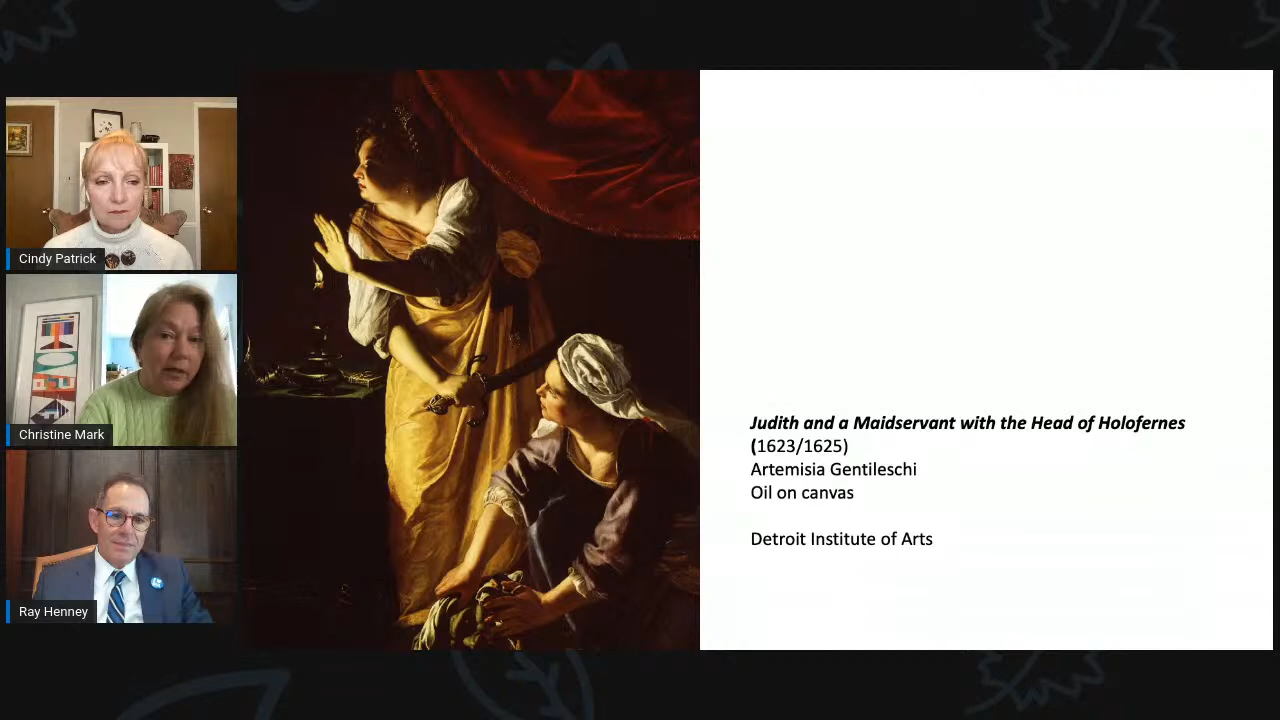 Cindy Patrick
Christine Mark
Ray Henney
Judith and a Maidservant with the Head of Holofernes
(1623/1625)
Artemisia Gentileschi
Oil on canvas
Detroit Institute of Arts